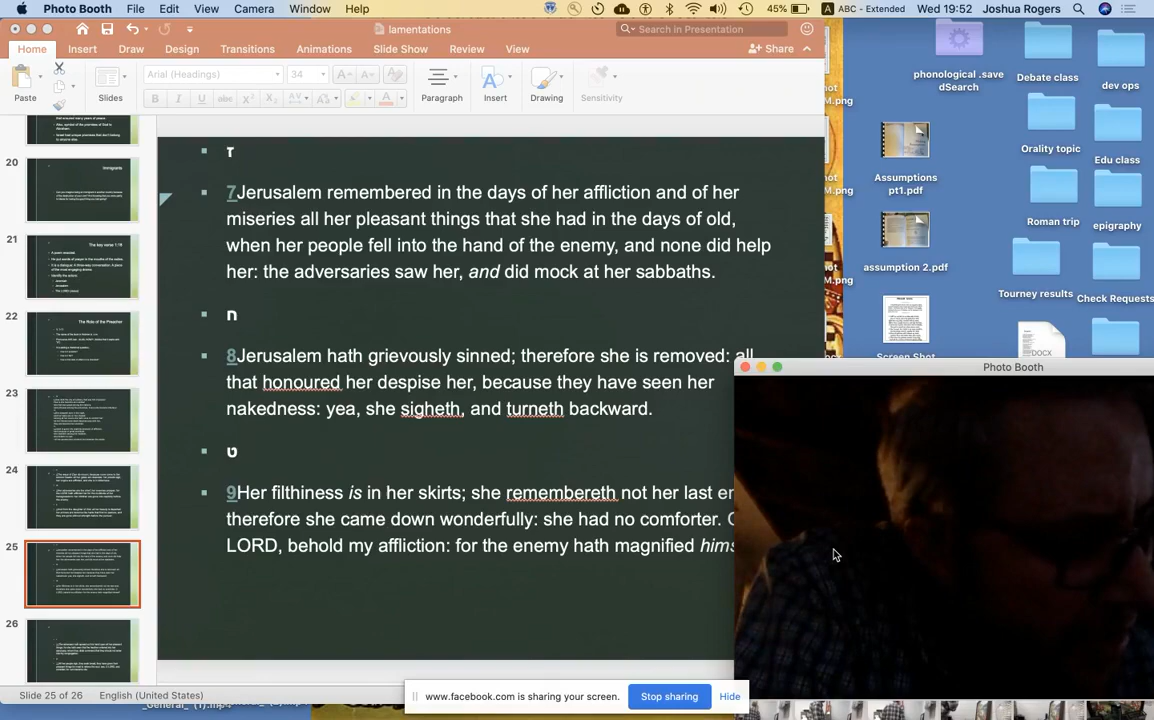 Photo Booth File Edit View Camera Window Help 45% ABC - Extended Wed 19:52 Joshua Rogers
lamentations
Search in Presentation
Home Insert Draw Design Transitions Animations Slide Show Review View Share
Paste Slides Arial (Headings) 34 Paragraph Insert Drawing Sensitivity
B I U abc X² X₂
20
Immigrants
21
The key verse 1:18
22
The Role of the Preacher
23
24
25
26
ז
7Jerusalem remembered in the days of her affliction and of her
miseries all her pleasant things that she had in the days of old,
when her people fell into the hand of the enemy, and none did help
her: the adversaries saw her, and did mock at her sabbaths.
ח
8Jerusalem hath grievously sinned; therefore she is removed: all
that honoured her despise her, because they have seen her
nakedness: yea, she sigheth, and turneth backward.
ט
9Her filthiness is in her skirts; she remembereth not her last en
therefore she came down wonderfully: she had no comforter. O
LORD, behold my affliction: for the enemy hath magnified hims
phonological .save
dSearch
Debate class
dev ops
Assumptions
pt1.pdf
Orality topic
Edu class
Roman trip
epigraphy
assumption 2.pdf
Tourney results
Check Requests
Screen Shot
DOCX
Photo Booth
Slide 25 of 26 English (United States)
www.facebook.com is sharing your screen. Stop sharing Hide
_General_ (1).mp4